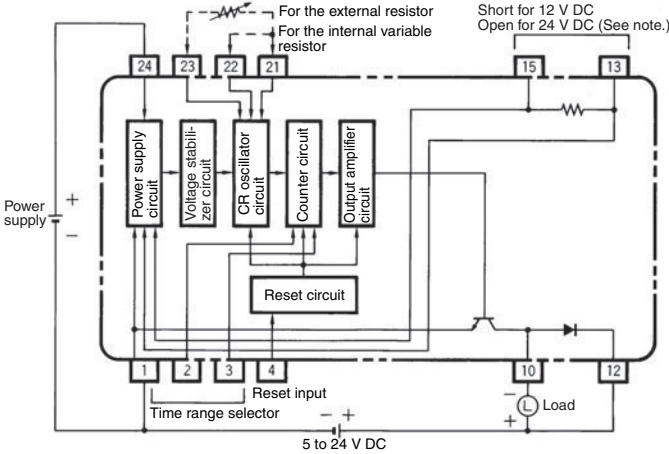 For the external resistor
For the internal variable
resistor
Short for 12 V DC
Open for 24 V DC (See note.)
24
23
22
21
15
13
Power supply
circuit
Voltage stabili-
zer circuit
CR oscillator
circuit
Counter circuit
Output amplifier
circuit
Power
supply
+
−
Reset circuit
1
2
3
4
10
12
Reset input
Time range selector
−
L
Load
+
− +
5 to 24 V DC